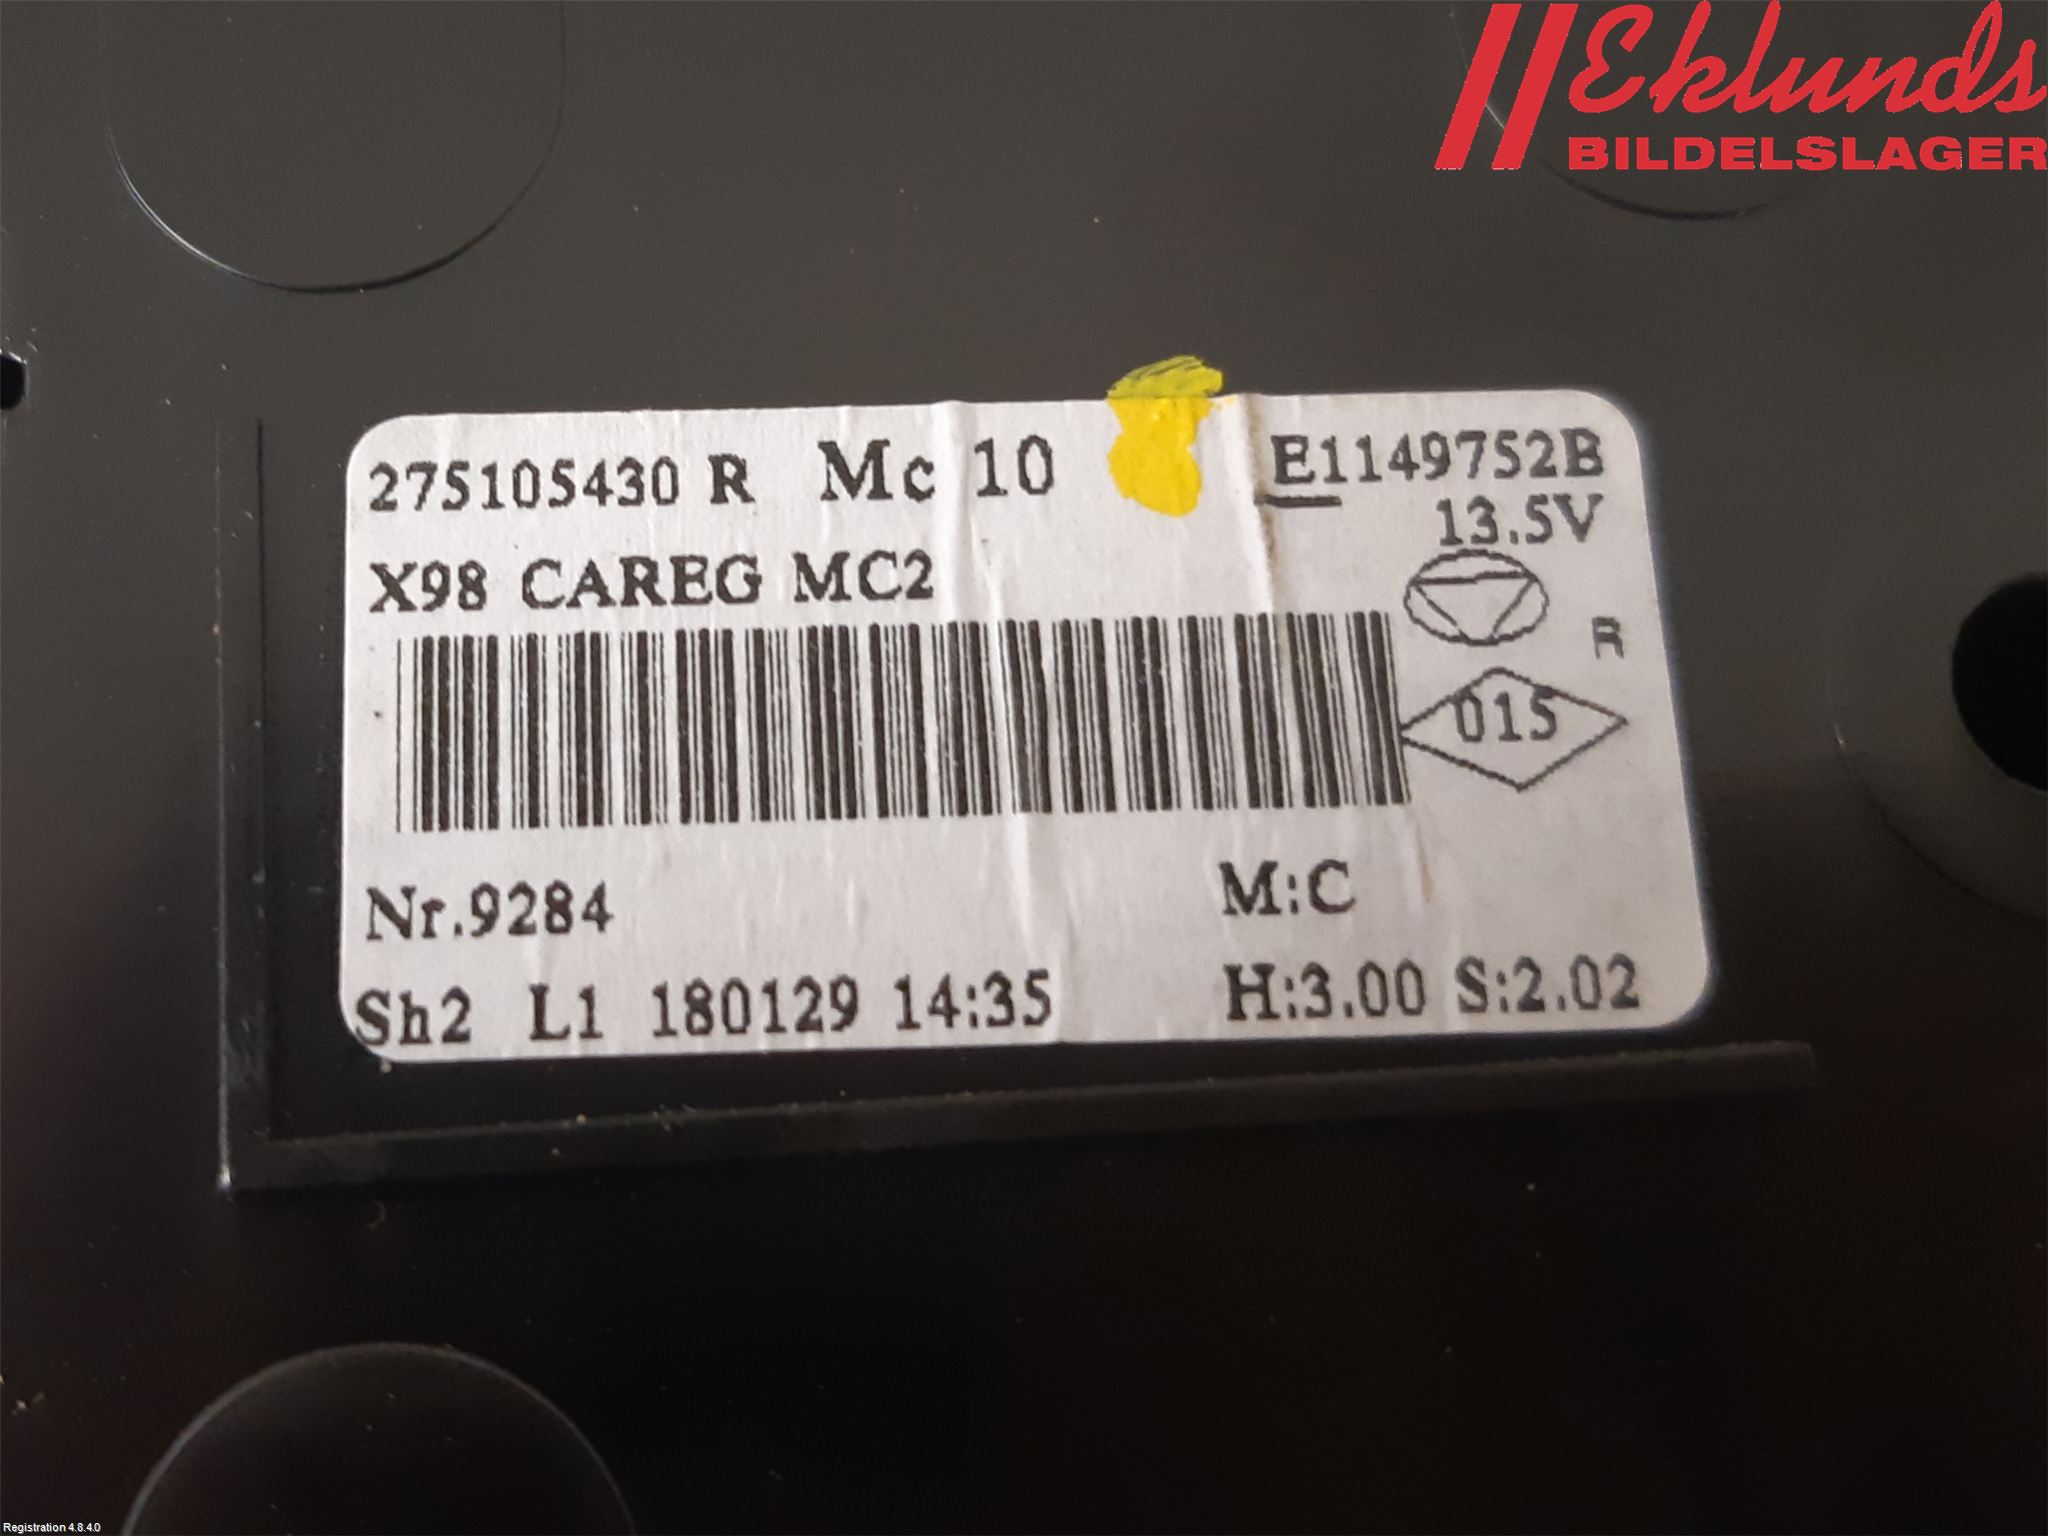 Eklunds
BILDELSLAGER
275105430 R Mc 10 E1149752B
13.5V
X98 CAREG MC2
R
015
Nr.9284 M:C
Sh2 L1 180129 14:35 H:3.00 S:2.02
Registration 4.8.4.0